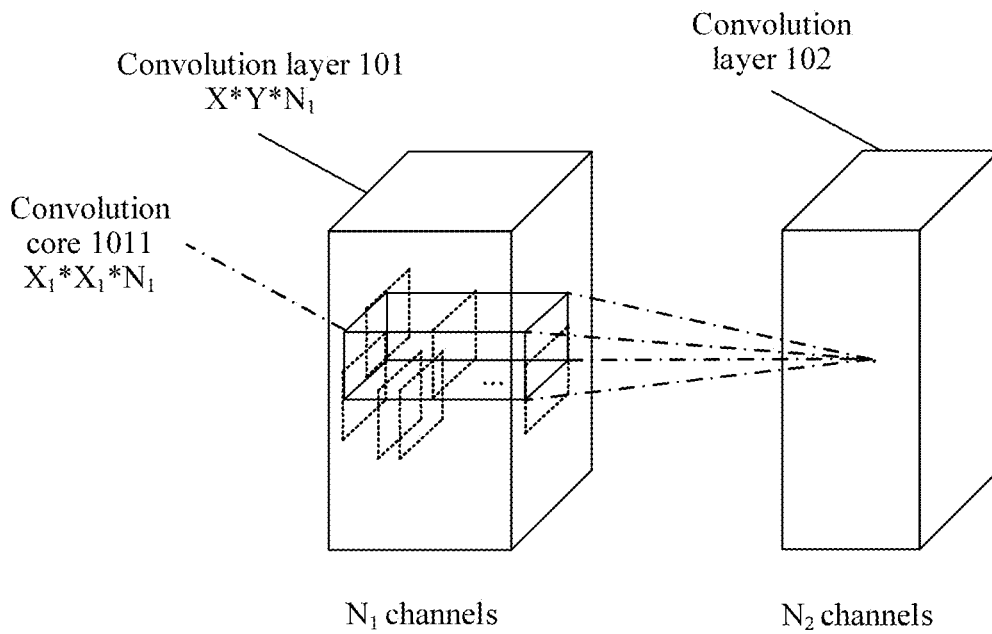 Convolution layer 101
X*Y*N₁
Convolution
layer 102
Convolution
core 1011
X₁*X₁*N₁
...
N₁ channels
N₂ channels